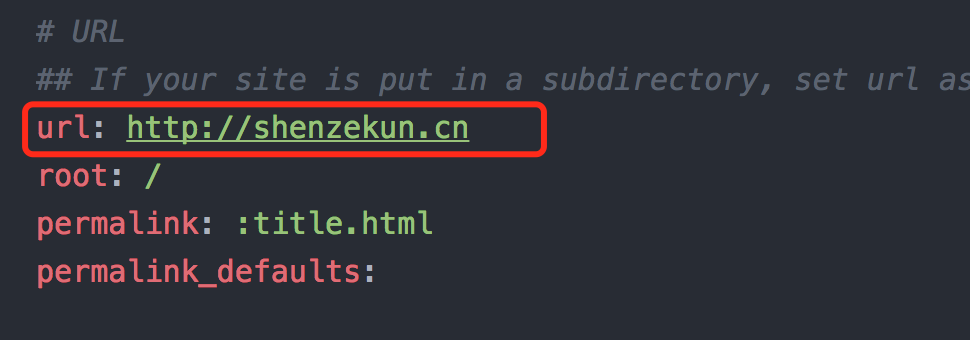 # URL
## If your site is put in a subdirectory, set url as
url: http://shenzekun.cn
root: /
permalink: :title.html
permalink_defaults: